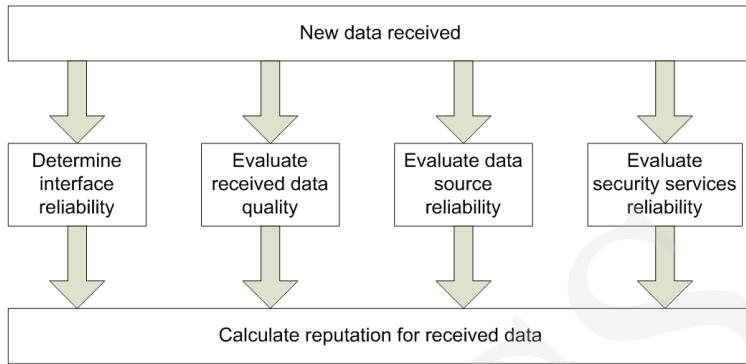 New data received
Determine
interface
reliability
Evaluate
received data
quality
Evaluate data
source
reliability
Evaluate
security services
reliability
Calculate reputation for received data